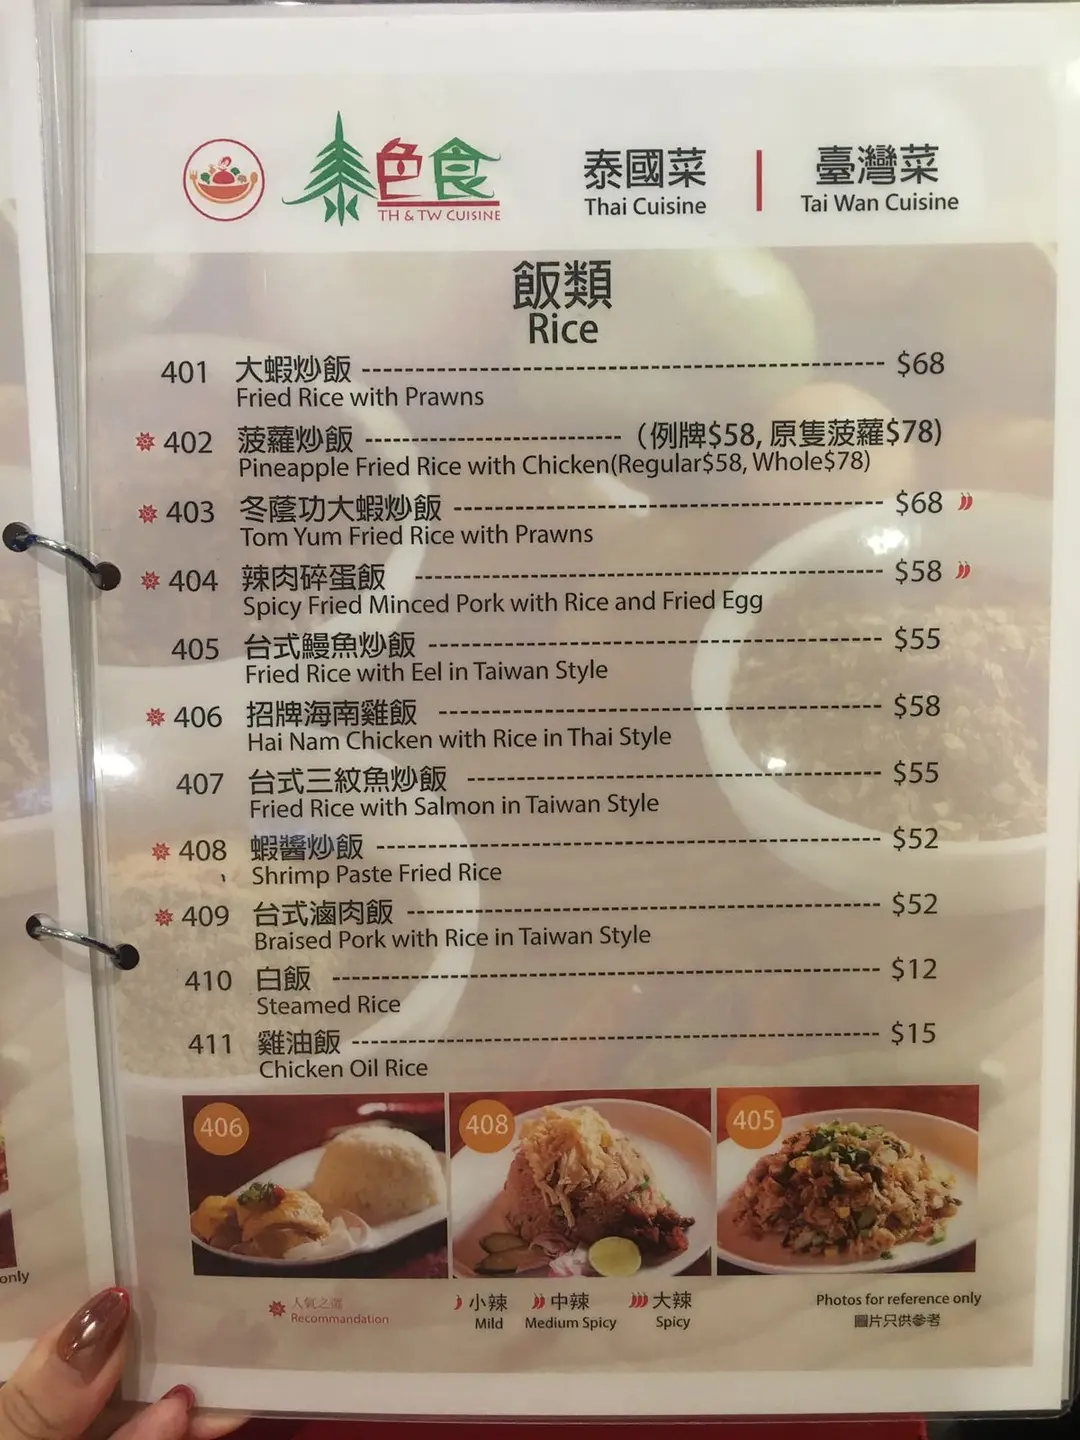 泰色食
TH & TW CUISINE
泰國菜
Thai Cuisine
臺灣菜
Tai Wan Cuisine
飯類
Rice
401 大蝦炒飯 $68
Fried Rice with Prawns
402 菠蘿炒飯 (例牌$58, 原隻菠蘿$78)
Pineapple Fried Rice with Chicken(Regular$58, Whole$78)
403 冬蔭功大蝦炒飯 $68
Tom Yum Fried Rice with Prawns
404 辣肉碎蛋飯 $58
Spicy Fried Minced Pork with Rice and Fried Egg
405 台式鰻魚炒飯 $55
Fried Rice with Eel in Taiwan Style
406 招牌海南雞飯 $58
Hai Nam Chicken with Rice in Thai Style
407 台式三紋魚炒飯 $55
Fried Rice with Salmon in Taiwan Style
408 蝦醬炒飯 $52
Shrimp Paste Fried Rice
409 台式滷肉飯 $52
Braised Pork with Rice in Taiwan Style
410 白飯 $12
Steamed Rice
411 雞油飯 $15
Chicken Oil Rice
406
408
405
人氣之選
Recommandation
小辣
Mild
中辣
Medium Spicy
大辣
Spicy
Photos for reference only
圖片只供參考
only